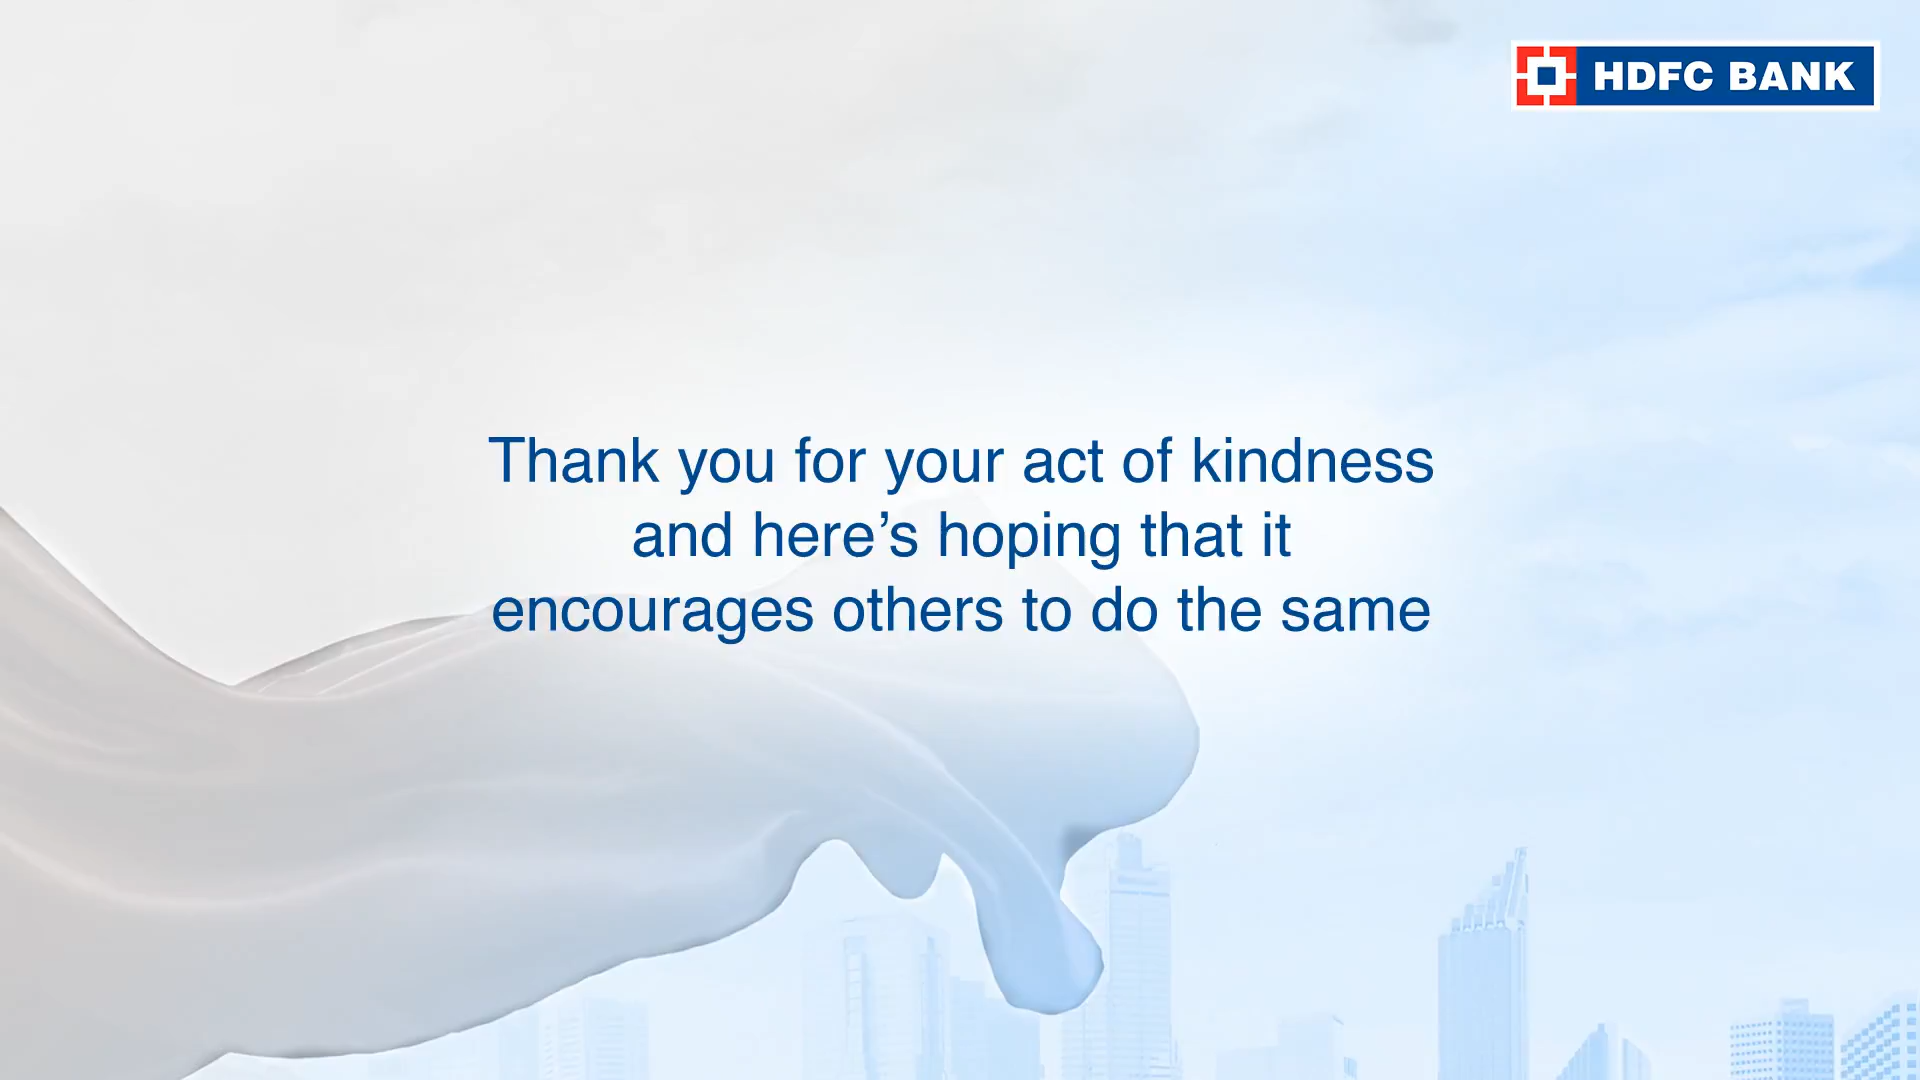 HDFC BANK
Thank you for your act of kindness
and here’s hoping that it
encourages others to do the same